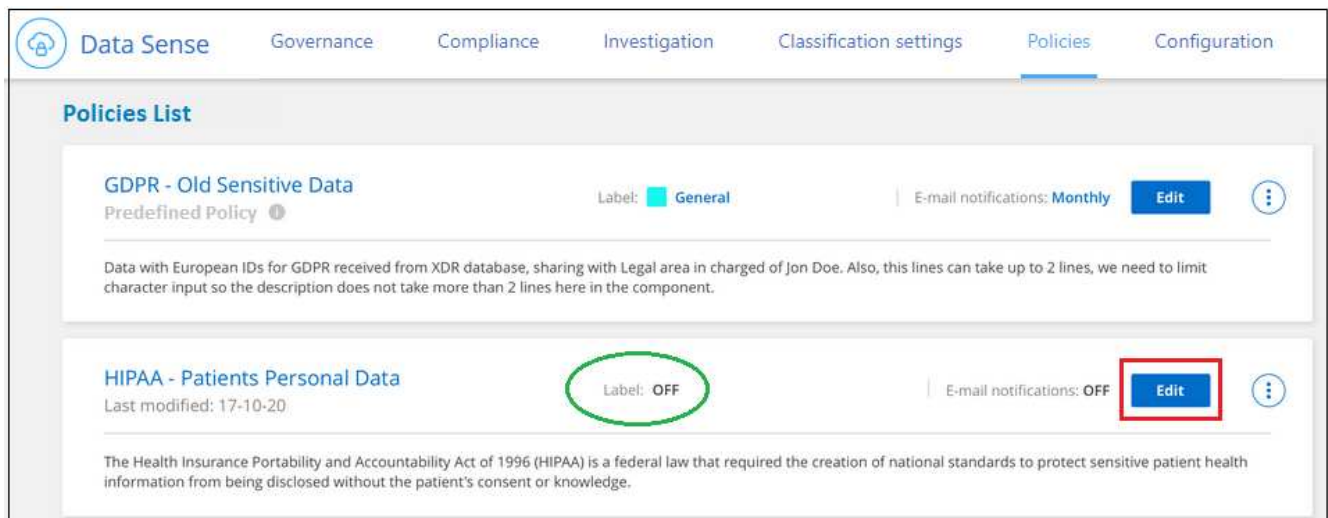 Data Sense Governance Compliance Investigation Classification settings Policies Configuration
Policies List
GDPR - Old Sensitive Data Label: General E-mail notifications: Monthly Edit
Predefined Policy
Data with European IDs for GDPR received from XDR database, sharing with Legal area in charged of Jon Doe. Also, this lines can take up to 2 lines, we need to limit
character input so the description does not take more than 2 lines here in the component.
HIPAA - Patients Personal Data Label: OFF E-mail notifications: OFF Edit
Last modified: 17-10-20
The Health Insurance Portability and Accountability Act of 1996 (HIPAA) is a federal law that required the creation of national standards to protect sensitive patient health
information from being disclosed without the patient's consent or knowledge.